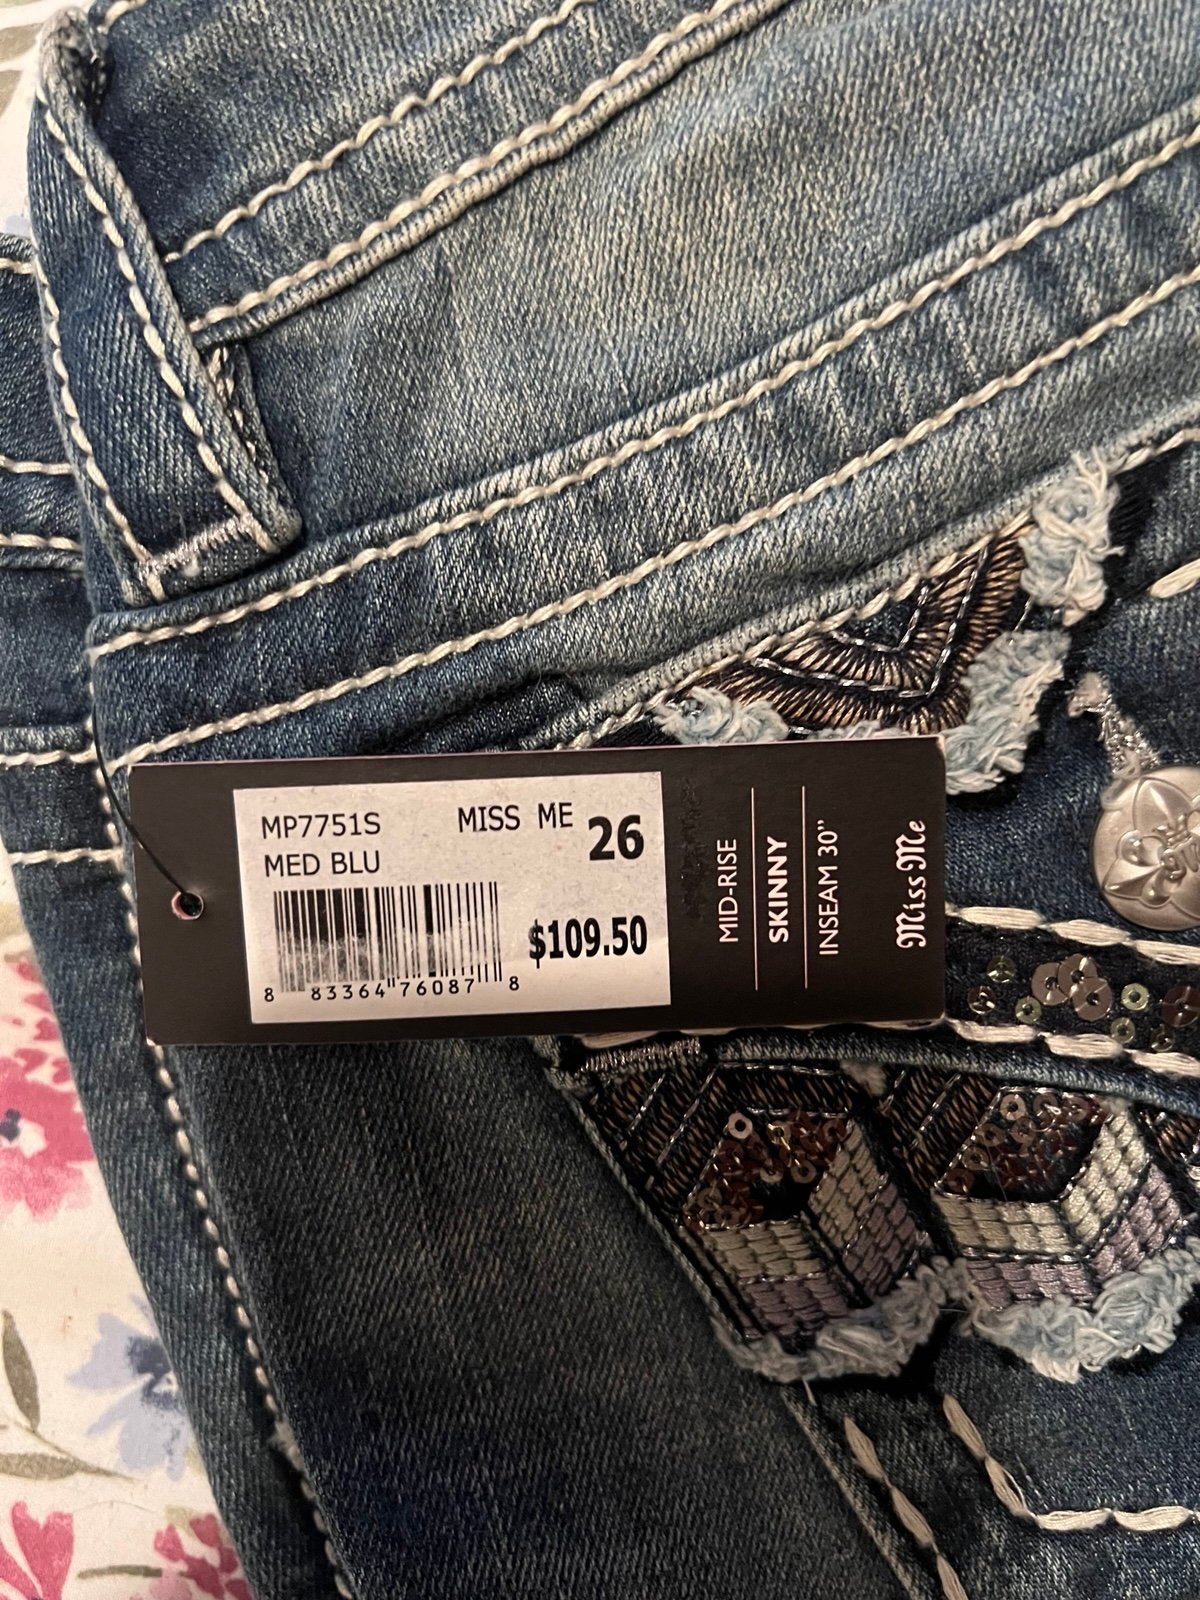 MP7751S MISS ME 26
MED BLU
$109.50
8 83364 76087 8
MID-RISE
SKINNY
INSEAM 30"
Miss Me